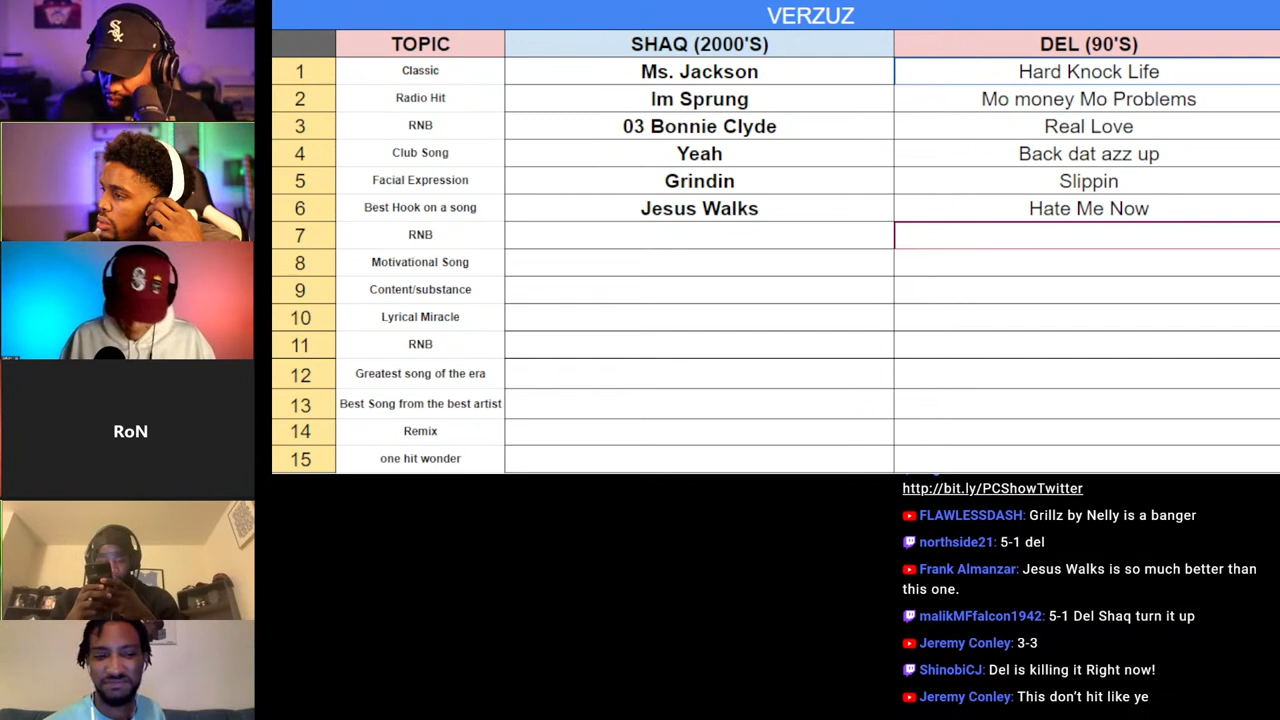 VERZUZ
TOPIC SHAQ (2000'S) DEL (90'S)
1 Classic Ms. Jackson Hard Knock Life
2 Radio Hit Im Sprung Mo money Mo Problems
3 RNB 03 Bonnie Clyde Real Love
4 Club Song Yeah Back dat azz up
5 Facial Expression Grindin Slippin
6 Best Hook on a song Jesus Walks Hate Me Now
7 RNB
8 Motivational Song
9 Content/substance
10 Lyrical Miracle
11 RNB
12 Greatest song of the era
13 Best Song from the best artist
14 Remix
15 one hit wonder
RoN
http://bit.ly/PCShowTwitter
FLAWLESSDASH: Grillz by Nelly is a banger
northside21: 5-1 del
Frank Almanzar: Jesus Walks is so much better than
this one.
malikMFfalcon1942: 5-1 Del Shaq turn it up
Jeremy Conley: 3-3
ShinobiCJ: Del is killing it Right now!
Jeremy Conley: This don't hit like ye